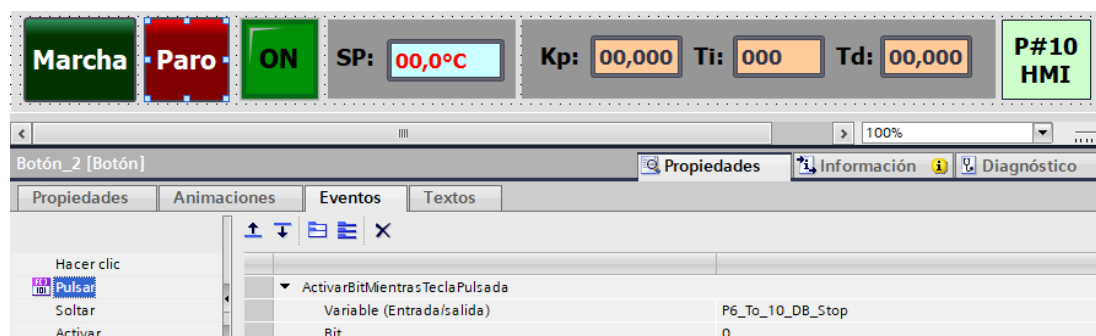 Marcha Paro ON SP: 00,0°C Kp: 00,000 Ti: 000 Td: 00,000 P#10
HMI
100%
Botón_2 [Botón] Propiedades Información Diagnóstico
Propiedades Animaciones Eventos Textos
Hacer clic
Pulsar ActivarBitMientrasTeclaPulsada
Soltar Variable (Entrada/salida) P6_To_10_DB_Stop
Activar Bit 0